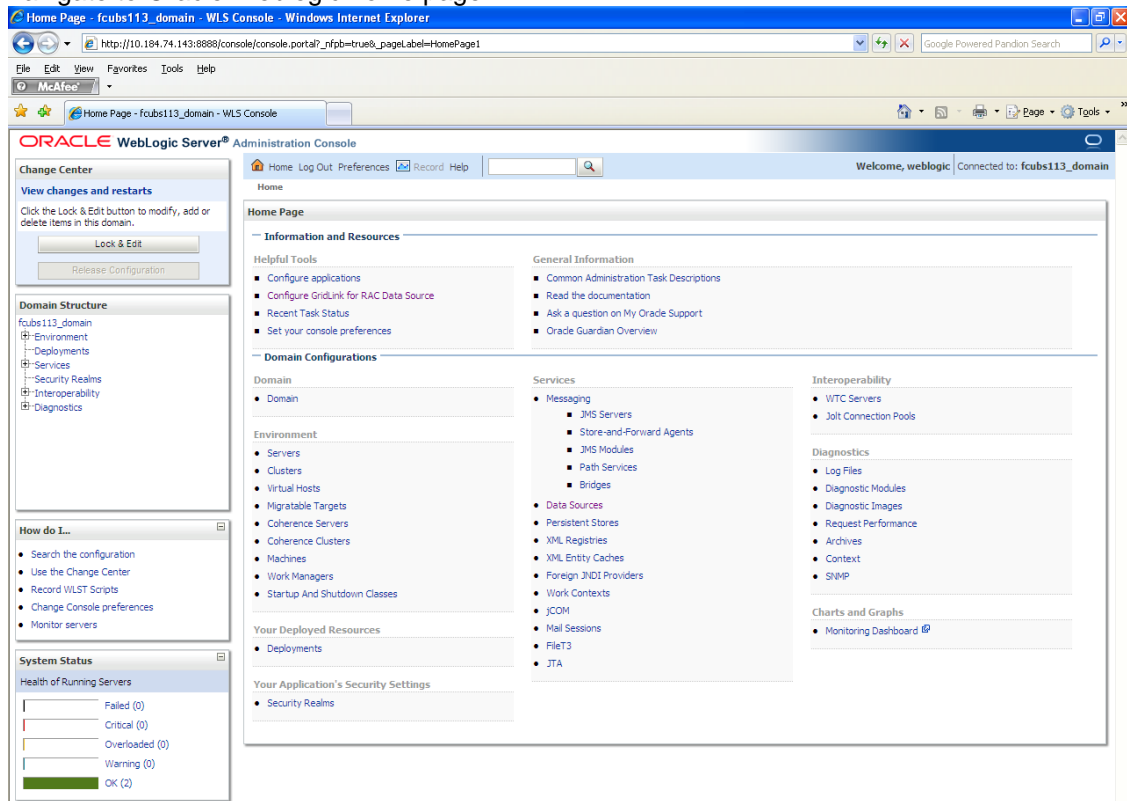 Navigate to Oracle Weblogic home page
Home Page - fcubs113_domain - WLS Console - Windows Internet Explorer
http://10.184.74.143:8888/console/console.portal?_nfpb=true&_pageLabel=HomePage1
Google Powered Pandion Search
File Edit View Favorites Tools Help
McAfee
Home Page - fcubs113_domain - WLS Console
Page Tools
ORACLE WebLogic Server® Administration Console
Change Center
View changes and restarts
Click the Lock & Edit button to modify, add or
delete items in this domain.
Lock & Edit
Release Configuration
Domain Structure
fcubs113_domain
Environment
Deployments
Services
Security Realms
Interoperability
Diagnostics
How do I...
Search the configuration
Use the Change Center
Record WLST Scripts
Change Console preferences
Monitor servers
System Status
Health of Running Servers
Failed (0)
Critical (0)
Overloaded (0)
Warning (0)
OK (2)
Home Log Out Preferences Record Help
Welcome, weblogic Connected to: fcubs113_domain
Home
Home Page
Information and Resources
Helpful Tools
Configure applications
Configure GridLink for RAC Data Source
Recent Task Status
Set your console preferences
General Information
Common Administration Task Descriptions
Read the documentation
Ask a question on My Oracle Support
Oracle Guardian Overview
Domain Configurations
Domain
Domain
Environment
Servers
Clusters
Virtual Hosts
Migratable Targets
Coherence Servers
Coherence Clusters
Machines
Work Managers
Startup And Shutdown Classes
Your Deployed Resources
Deployments
Your Application's Security Settings
Security Realms
Services
Messaging
JMS Servers
Store-and-Forward Agents
JMS Modules
Path Services
Bridges
Data Sources
Persistent Stores
XML Registries
XML Entity Caches
Foreign JNDI Providers
Work Contexts
jCOM
Mail Sessions
FileT3
JTA
Interoperability
WTC Servers
Jolt Connection Pools
Diagnostics
Log Files
Diagnostic Modules
Diagnostic Images
Request Performance
Archives
Context
SNMP
Charts and Graphs
Monitoring Dashboard